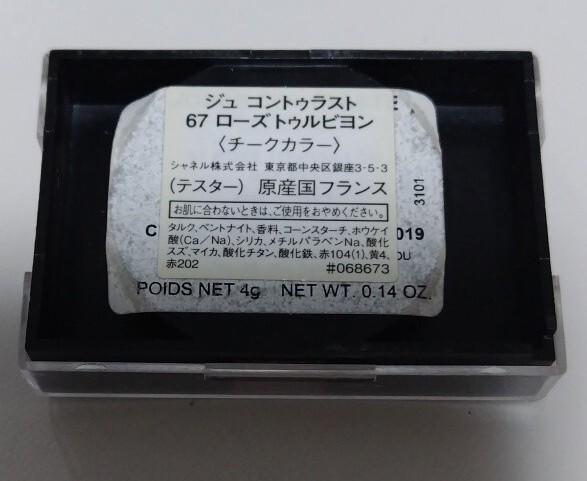 ジュ コントゥラスト
67 ローズトゥルビヨン
〈チークカラー〉
シャネル株式会社 東京都中央区銀座3-5-3
(テスター) 原産国フランス
お肌に合わないときは、ご使用をおやめください。
タルク、ベントナイト、香料、コーンスターチ、ホウケイ
酸(Ca/Na)、シリカ、メチルパラベンNa、酸化
スズ、マイカ、酸化チタン、酸化鉄、赤104(1)、黄4、
赤202
#068673
3101
C
019
OU
POIDS NET 4g NET WT. 0.14 OZ.